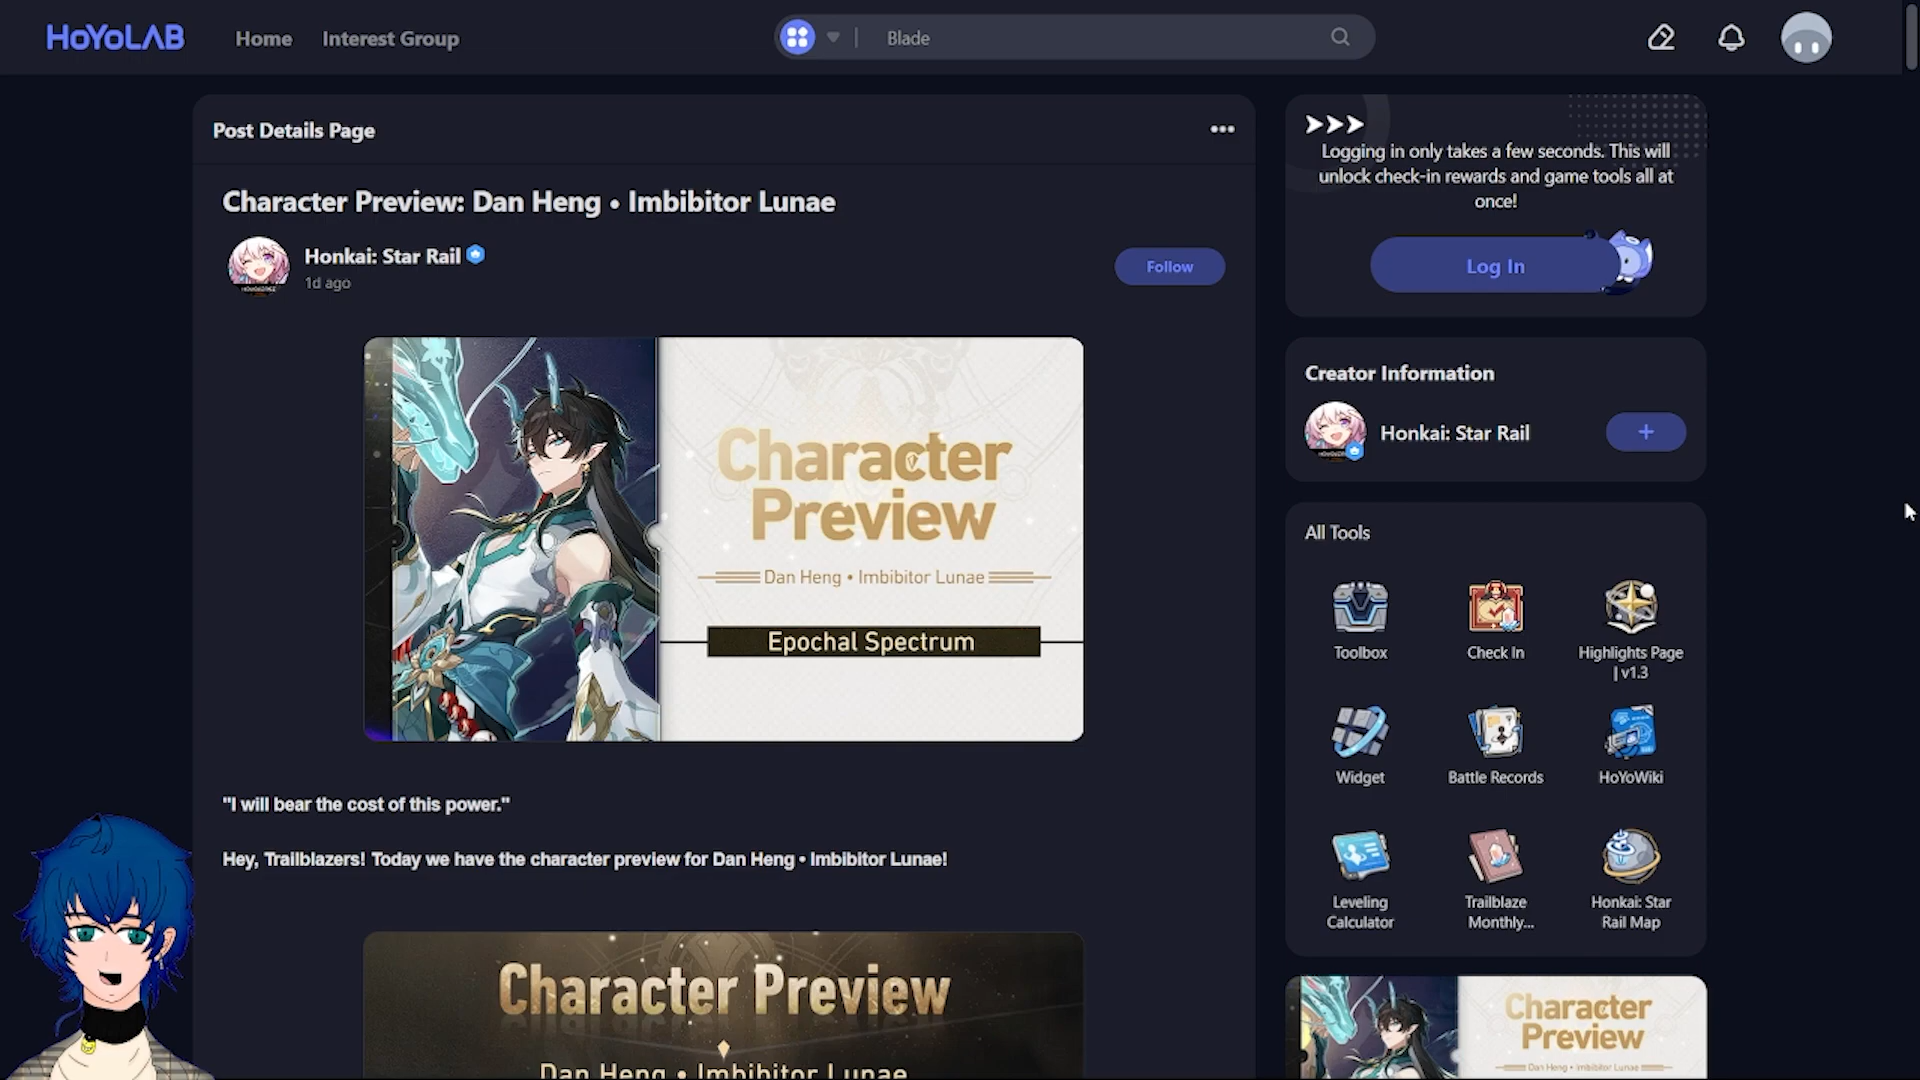 HoYoLAB
Home
Interest Group
Blade
Post Details Page
Character Preview: Dan Heng • Imbibitor Lunae
Honkai: Star Rail
1d ago
Follow
Character
Preview
Dan Heng • Imbibitor Lunae
Epochal Spectrum
"I will bear the cost of this power."
Hey, Trailblazers! Today we have the character preview for Dan Heng • Imbibitor Lunae!
Character Preview
Dan Heng • Imbibitor Lunae
Logging in only takes a few seconds. This will
unlock check-in rewards and game tools all at
once!
Log In
Creator Information
Honkai: Star Rail
+
All Tools
Toolbox
Check In
Highlights Page
| v1.3
Widget
Battle Records
HoYoWiki
Leveling
Calculator
Trailblaze
Monthly...
Honkai: Star
Rail Map
Character
Preview
Dan Heng • Imbibitor Lunae